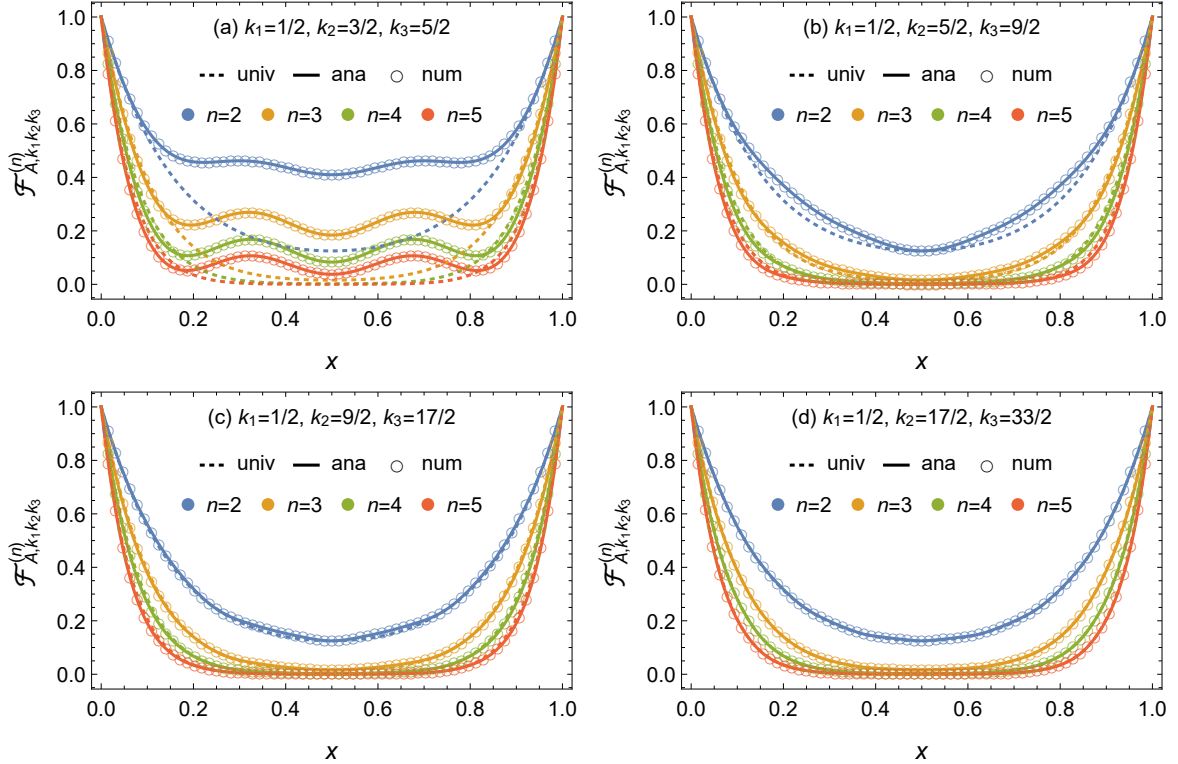 (a) k₁=1/2, k₂=3/2, k₃=5/2
univ ana num
n=2 n=3 n=4 n=5
ℱ⁽ⁿ⁾A,k₁k₂k₃
1.0
0.8
0.6
0.4
0.2
0.0
0.0 0.2 0.4 0.6 0.8 1.0
x
(b) k₁=1/2, k₂=5/2, k₃=9/2
univ ana num
n=2 n=3 n=4 n=5
ℱ⁽ⁿ⁾A,k₁k₂k₃
1.0
0.8
0.6
0.4
0.2
0.0
0.0 0.2 0.4 0.6 0.8 1.0
x
(c) k₁=1/2, k₂=9/2, k₃=17/2
univ ana num
n=2 n=3 n=4 n=5
ℱ⁽ⁿ⁾A,k₁k₂k₃
1.0
0.8
0.6
0.4
0.2
0.0
0.0 0.2 0.4 0.6 0.8 1.0
x
(d) k₁=1/2, k₂=17/2, k₃=33/2
univ ana num
n=2 n=3 n=4 n=5
ℱ⁽ⁿ⁾A,k₁k₂k₃
1.0
0.8
0.6
0.4
0.2
0.0
0.0 0.2 0.4 0.6 0.8 1.0
x